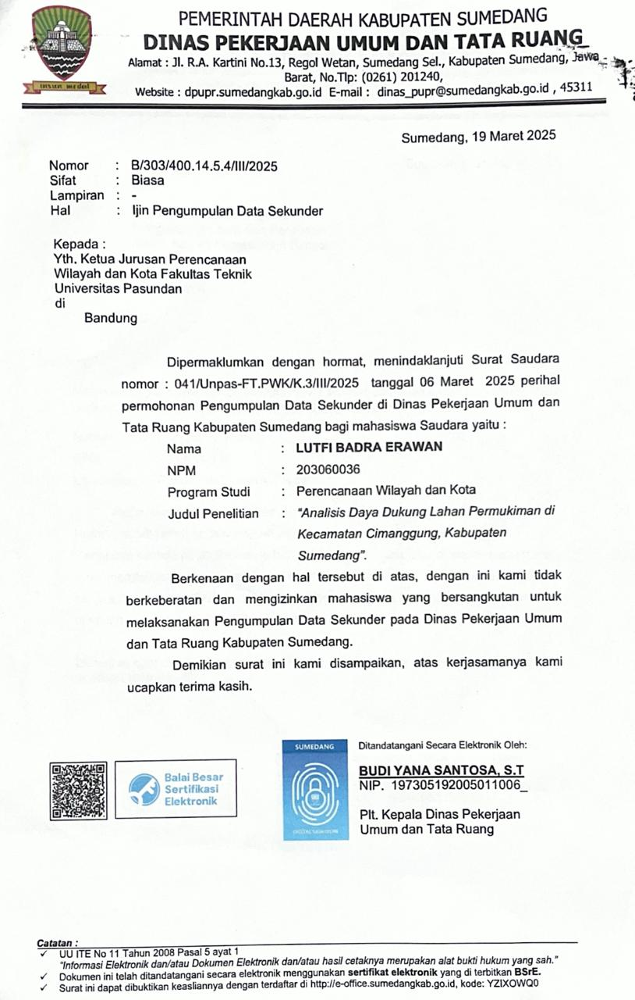 insun medal
PEMERINTAH DAERAH KABUPATEN SUMEDANG
DINAS PEKERJAAN UMUM DAN TATA RUANG
Alamat : Jl. R.A. Kartini No.13, Regol Wetan, Sumedang Sel., Kabupaten Sumedang, Jawa
Barat, No.Tlp: (0261) 201240,
Website : dpupr.sumedangkab.go.id E-mail : dinas_pupr@sumedangkab.go.id , 45311
Sumedang, 19 Maret 2025
Nomor : B/303/400.14.5.4/III/2025
Sifat : Biasa
Lampiran : -
Hal : Ijin Pengumpulan Data Sekunder
Kepada :
Yth. Ketua Jurusan Perencanaan
Wilayah dan Kota Fakultas Teknik
Universitas Pasundan
di
Bandung
Dipermaklumkan dengan hormat, menindaklanjuti Surat Saudara
nomor : 041/Unpas-FT.PWK/K.3/III/2025 tanggal 06 Maret 2025 perihal
permohonan Pengumpulan Data Sekunder di Dinas Pekerjaan Umum dan
Tata Ruang Kabupaten Sumedang bagi mahasiswa Saudara yaitu :
Nama : LUTFI BADRA ERAWAN
NPM : 203060036
Program Studi : Perencanaan Wilayah dan Kota
Judul Penelitian : “Analisis Daya Dukung Lahan Permukiman di
Kecamatan Cimanggung, Kabupaten
Sumedang”.
Berkenaan dengan hal tersebut di atas, dengan ini kami tidak
berkeberatan dan mengizinkan mahasiswa yang bersangkutan untuk
melaksanakan Pengumpulan Data Sekunder pada Dinas Pekerjaan Umum
dan Tata Ruang Kabupaten Sumedang.
Demikian surat ini kami disampaikan, atas kerjasamanya kami
ucapkan terima kasih.
Balai Besar
Sertifikasi
Elektronik
SUMEDANG
DIGITAL SIGNATURE
Ditandatangani Secara Elektronik Oleh:
BUDI YANA SANTOSA, S.T
NIP. 197305192005011006_
Plt. Kepala Dinas Pekerjaan
Umum dan Tata Ruang
Catatan :
✓ UU ITE No 11 Tahun 2008 Pasal 5 ayat 1
“Informasi Elektronik dan/atau Dokumen Elektronik dan/atau hasil cetaknya merupakan alat bukti hukum yang sah.”
✓ Dokumen ini telah ditandatangani secara elektronik menggunakan sertifikat elektronik yang di terbitkan BSrE.
✓ Surat ini dapat dibuktikan keasliannya dengan terdaftar di http://e-office.sumedangkab.go.id, kode: YZIXOWQ0